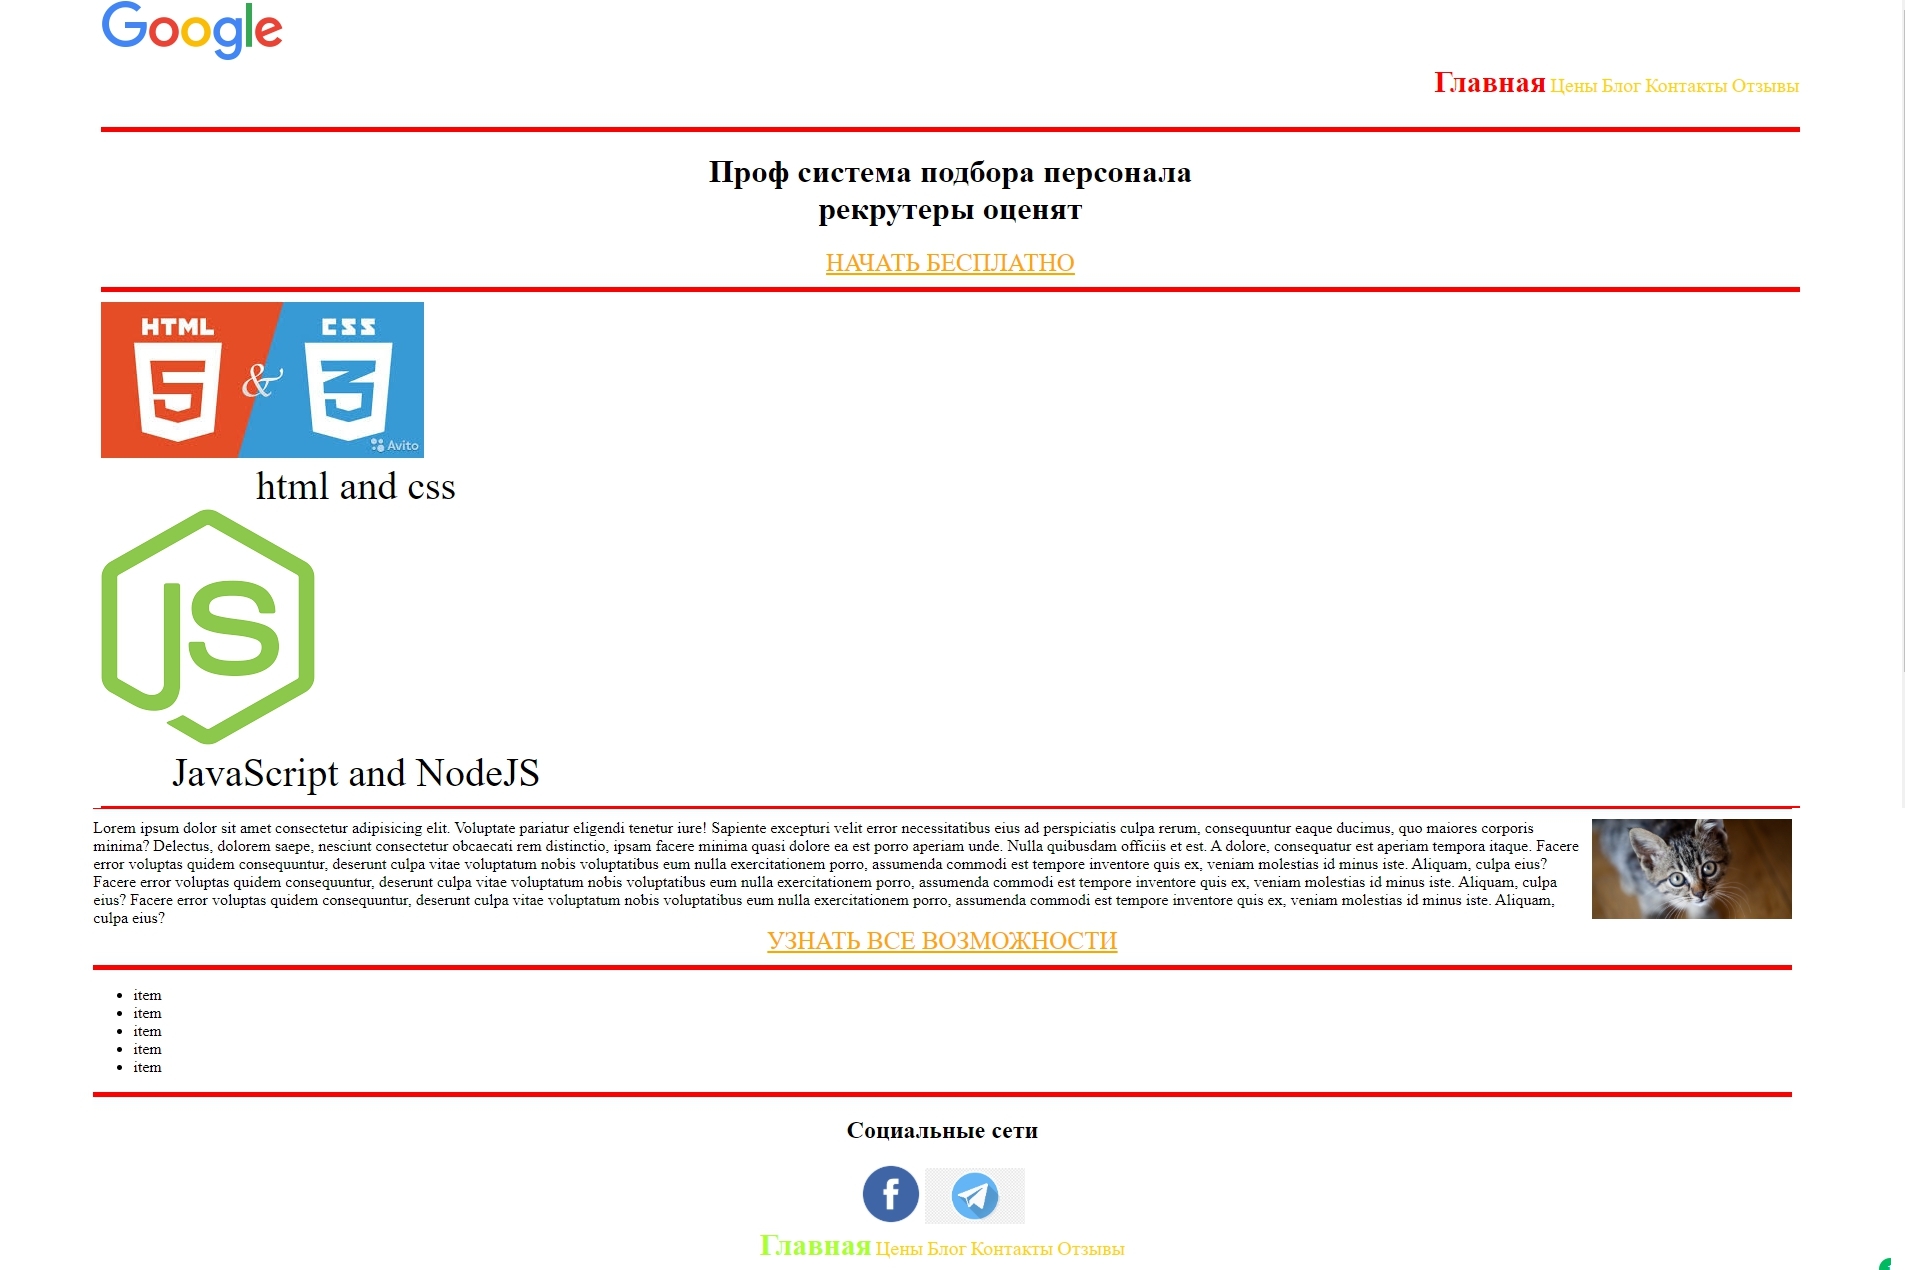 Google
Главная Цены Блог Контакты Отзывы
Проф система подбора персонала
рекрутеры оценят
НАЧАТЬ БЕСПЛАТНО
HTML CSS
5 & 3
Avito
html and css
JS
JavaScript and NodeJS
Lorem ipsum dolor sit amet consectetur adipisicing elit. Voluptate pariatur eligendi tenetur iure! Sapiente excepturi velit error necessitatibus eius ad perspiciatis culpa rerum, consequuntur eaque ducimus, quo maiores corporis
minima? Delectus, dolorem saepe, nesciunt consectetur obcaecati rem distinctio, ipsam facere minima quasi dolore ea est porro aperiam unde. Nulla quibusdam officiis et est. A dolore, consequatur est aperiam tempora itaque. Facere
error voluptas quidem consequuntur, deserunt culpa vitae voluptatum nobis voluptatibus eum nulla exercitationem porro, assumenda commodi est tempore inventore quis ex, veniam molestias id minus iste. Aliquam, culpa eius?
Facere error voluptas quidem consequuntur, deserunt culpa vitae voluptatum nobis voluptatibus eum nulla exercitationem porro, assumenda commodi est tempore inventore quis ex, veniam molestias id minus iste. Aliquam, culpa
eius? Facere error voluptas quidem consequuntur, deserunt culpa vitae voluptatum nobis voluptatibus eum nulla exercitationem porro, assumenda commodi est tempore inventore quis ex, veniam molestias id minus iste. Aliquam,
culpa eius?
УЗНАТЬ ВСЕ ВОЗМОЖНОСТИ
item
item
item
item
item
Социальные сети
f
Главная Цены Блог Контакты Отзывы